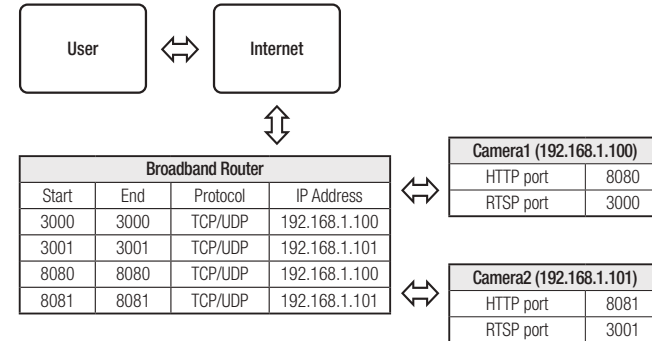 User
Internet
Broadband Router
Start End Protocol IP Address
3000 3000 TCP/UDP 192.168.1.100
3001 3001 TCP/UDP 192.168.1.101
8080 8080 TCP/UDP 192.168.1.100
8081 8081 TCP/UDP 192.168.1.101
Camera1 (192.168.1.100)
HTTP port 8080
RTSP port 3000
Camera2 (192.168.1.101)
HTTP port 8081
RTSP port 3001